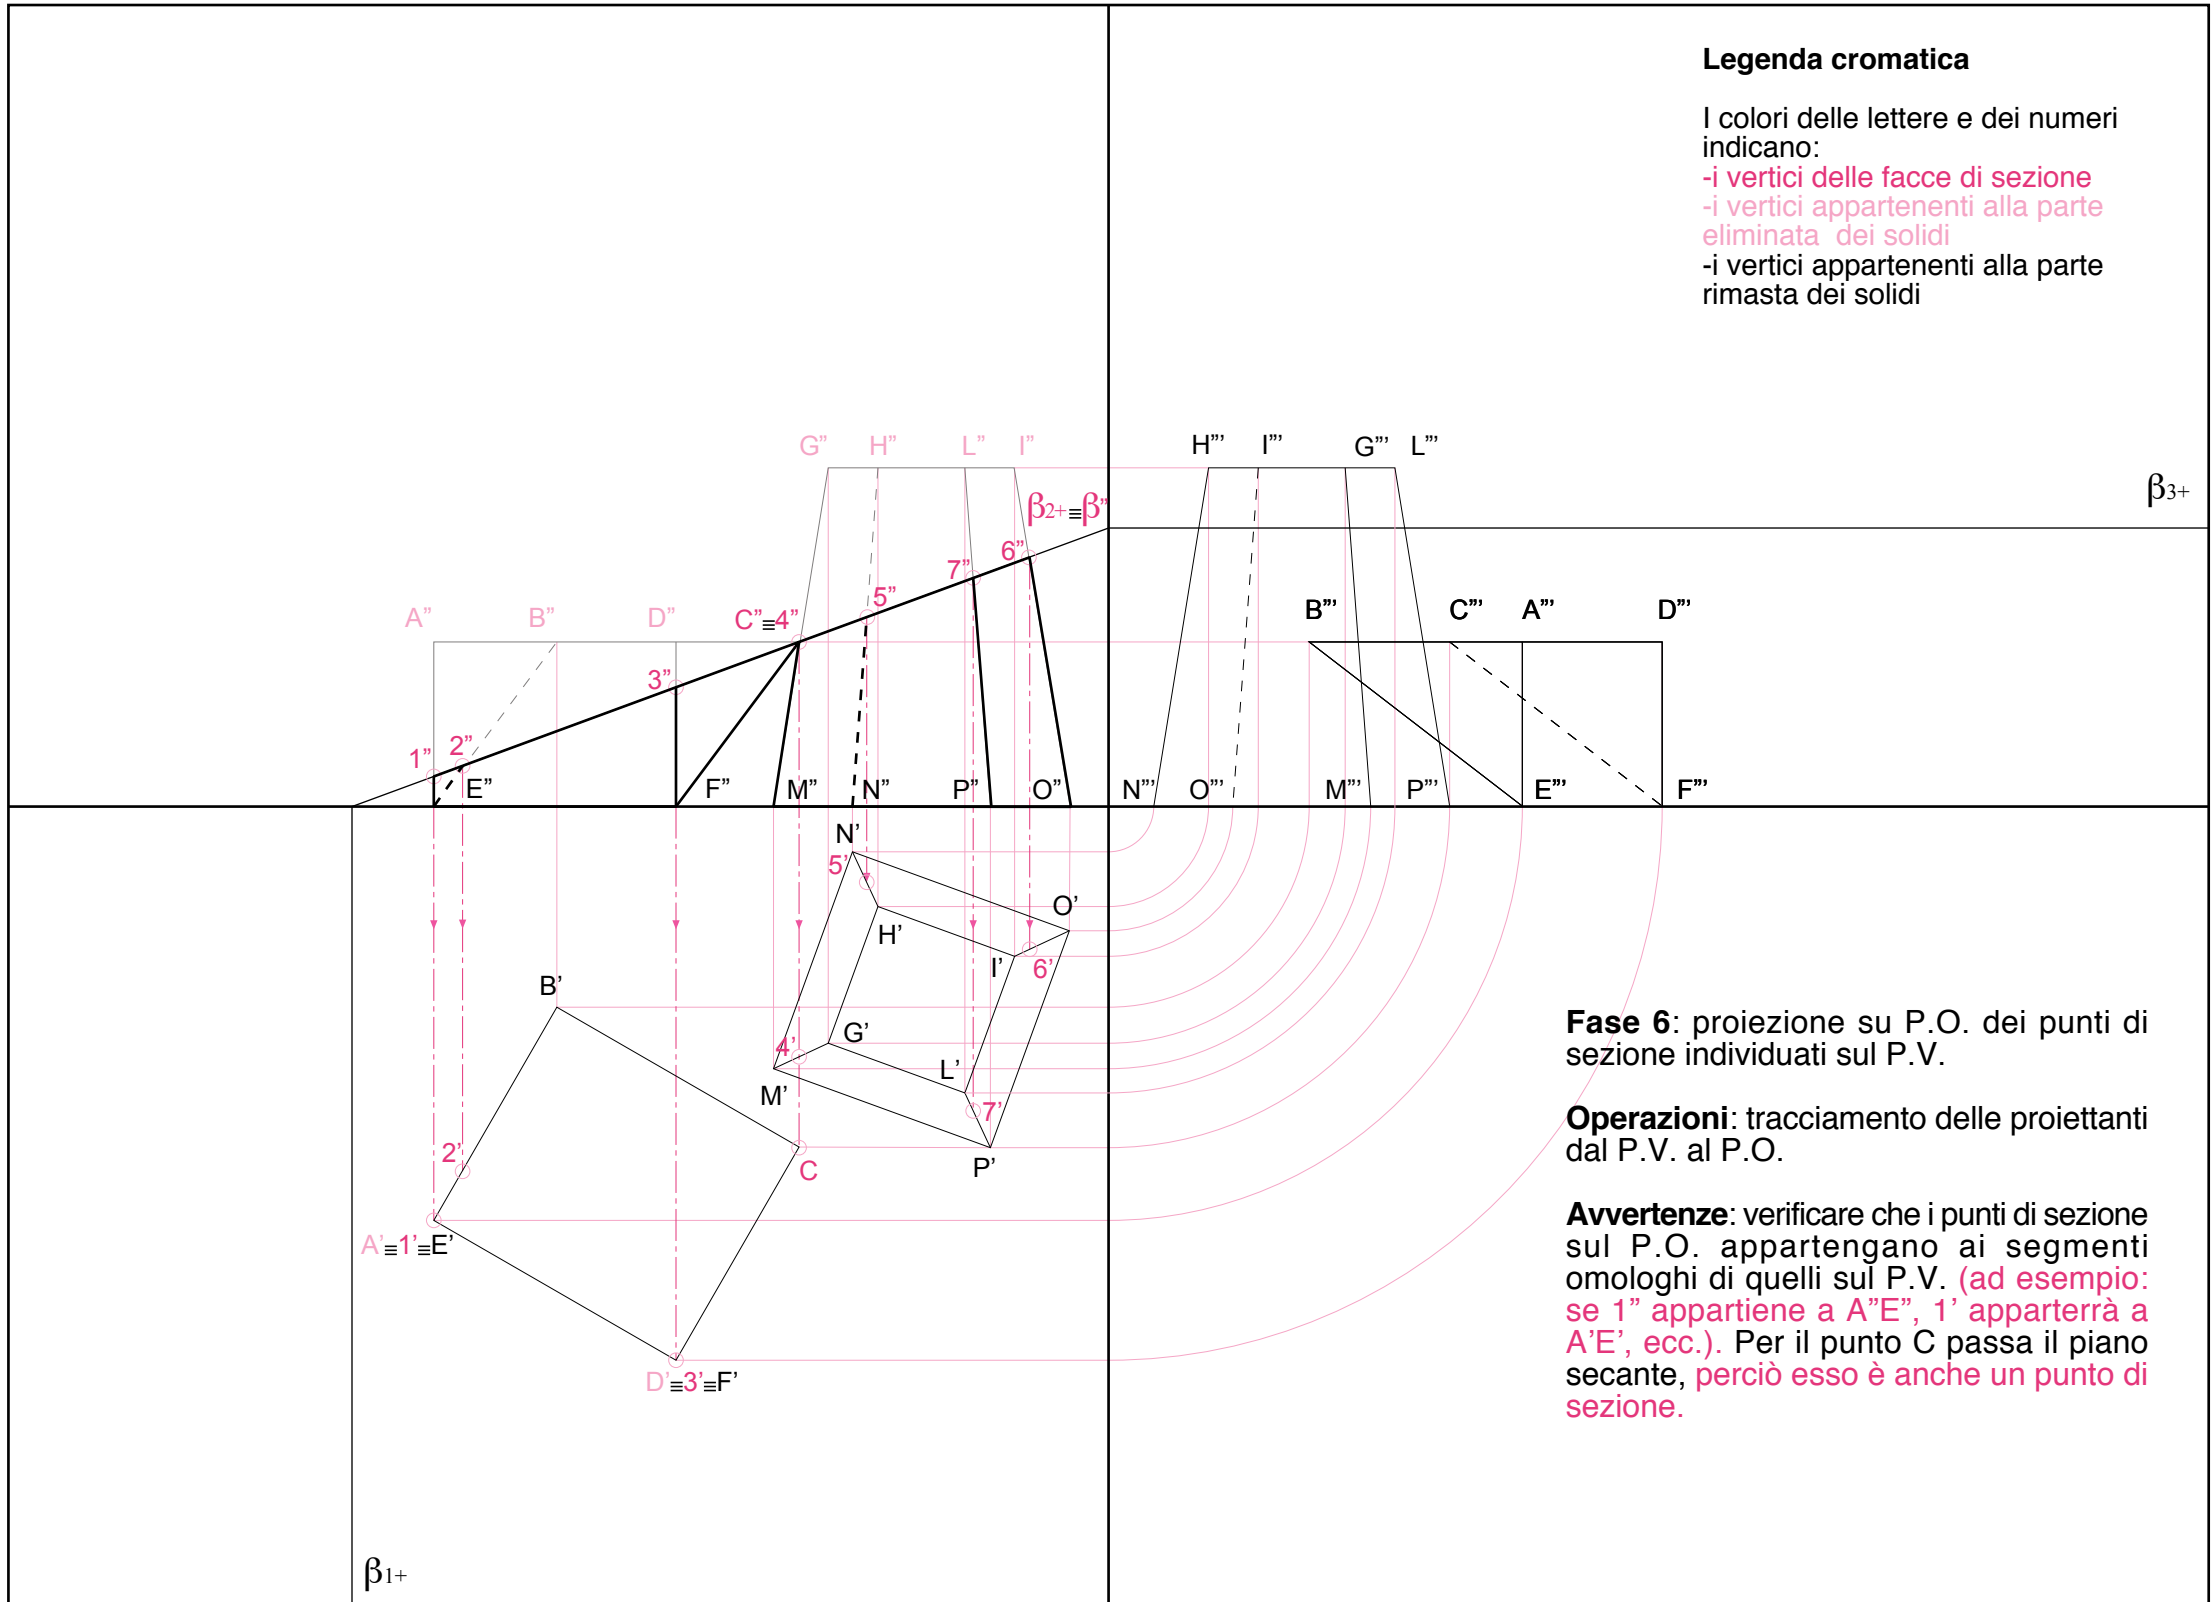 Legenda cromatica
I colori delle lettere e dei numeri
indicano:
-i vertici delle facce di sezione
-i vertici appartenenti alla parte
eliminata dei solidi
-i vertici appartenenti alla parte
rimasta dei solidi
G” H” L” I” H”’ I”’ G”’ L”’
β2+≡β”
β3+
6”
7”
5”
A” B” D” C”≡4” B”’ C”’ A”’ D”’
3”
2”
1”
E” F” M” N” P” O” N”’ O”’ M”’ P”’ E”’ F”’
N’
5’
O’
H’
I’ 6’
B’
G’
4’
L’
M’
7’
2’ C P’
A’≡1’≡E’
D’≡3’≡F’
Fase 6: proiezione su P.O. dei punti di
sezione individuati sul P.V.
Operazioni: tracciamento delle proiettanti
dal P.V. al P.O.
Avvertenze: verificare che i punti di sezione
sul P.O. appartengano ai segmenti
omologhi di quelli sul P.V. (ad esempio:
se 1” appartiene a A”E”, 1’ apparterrà a
A’E’, ecc.). Per il punto C passa il piano
secante, perciò esso è anche un punto di
sezione.
β1+